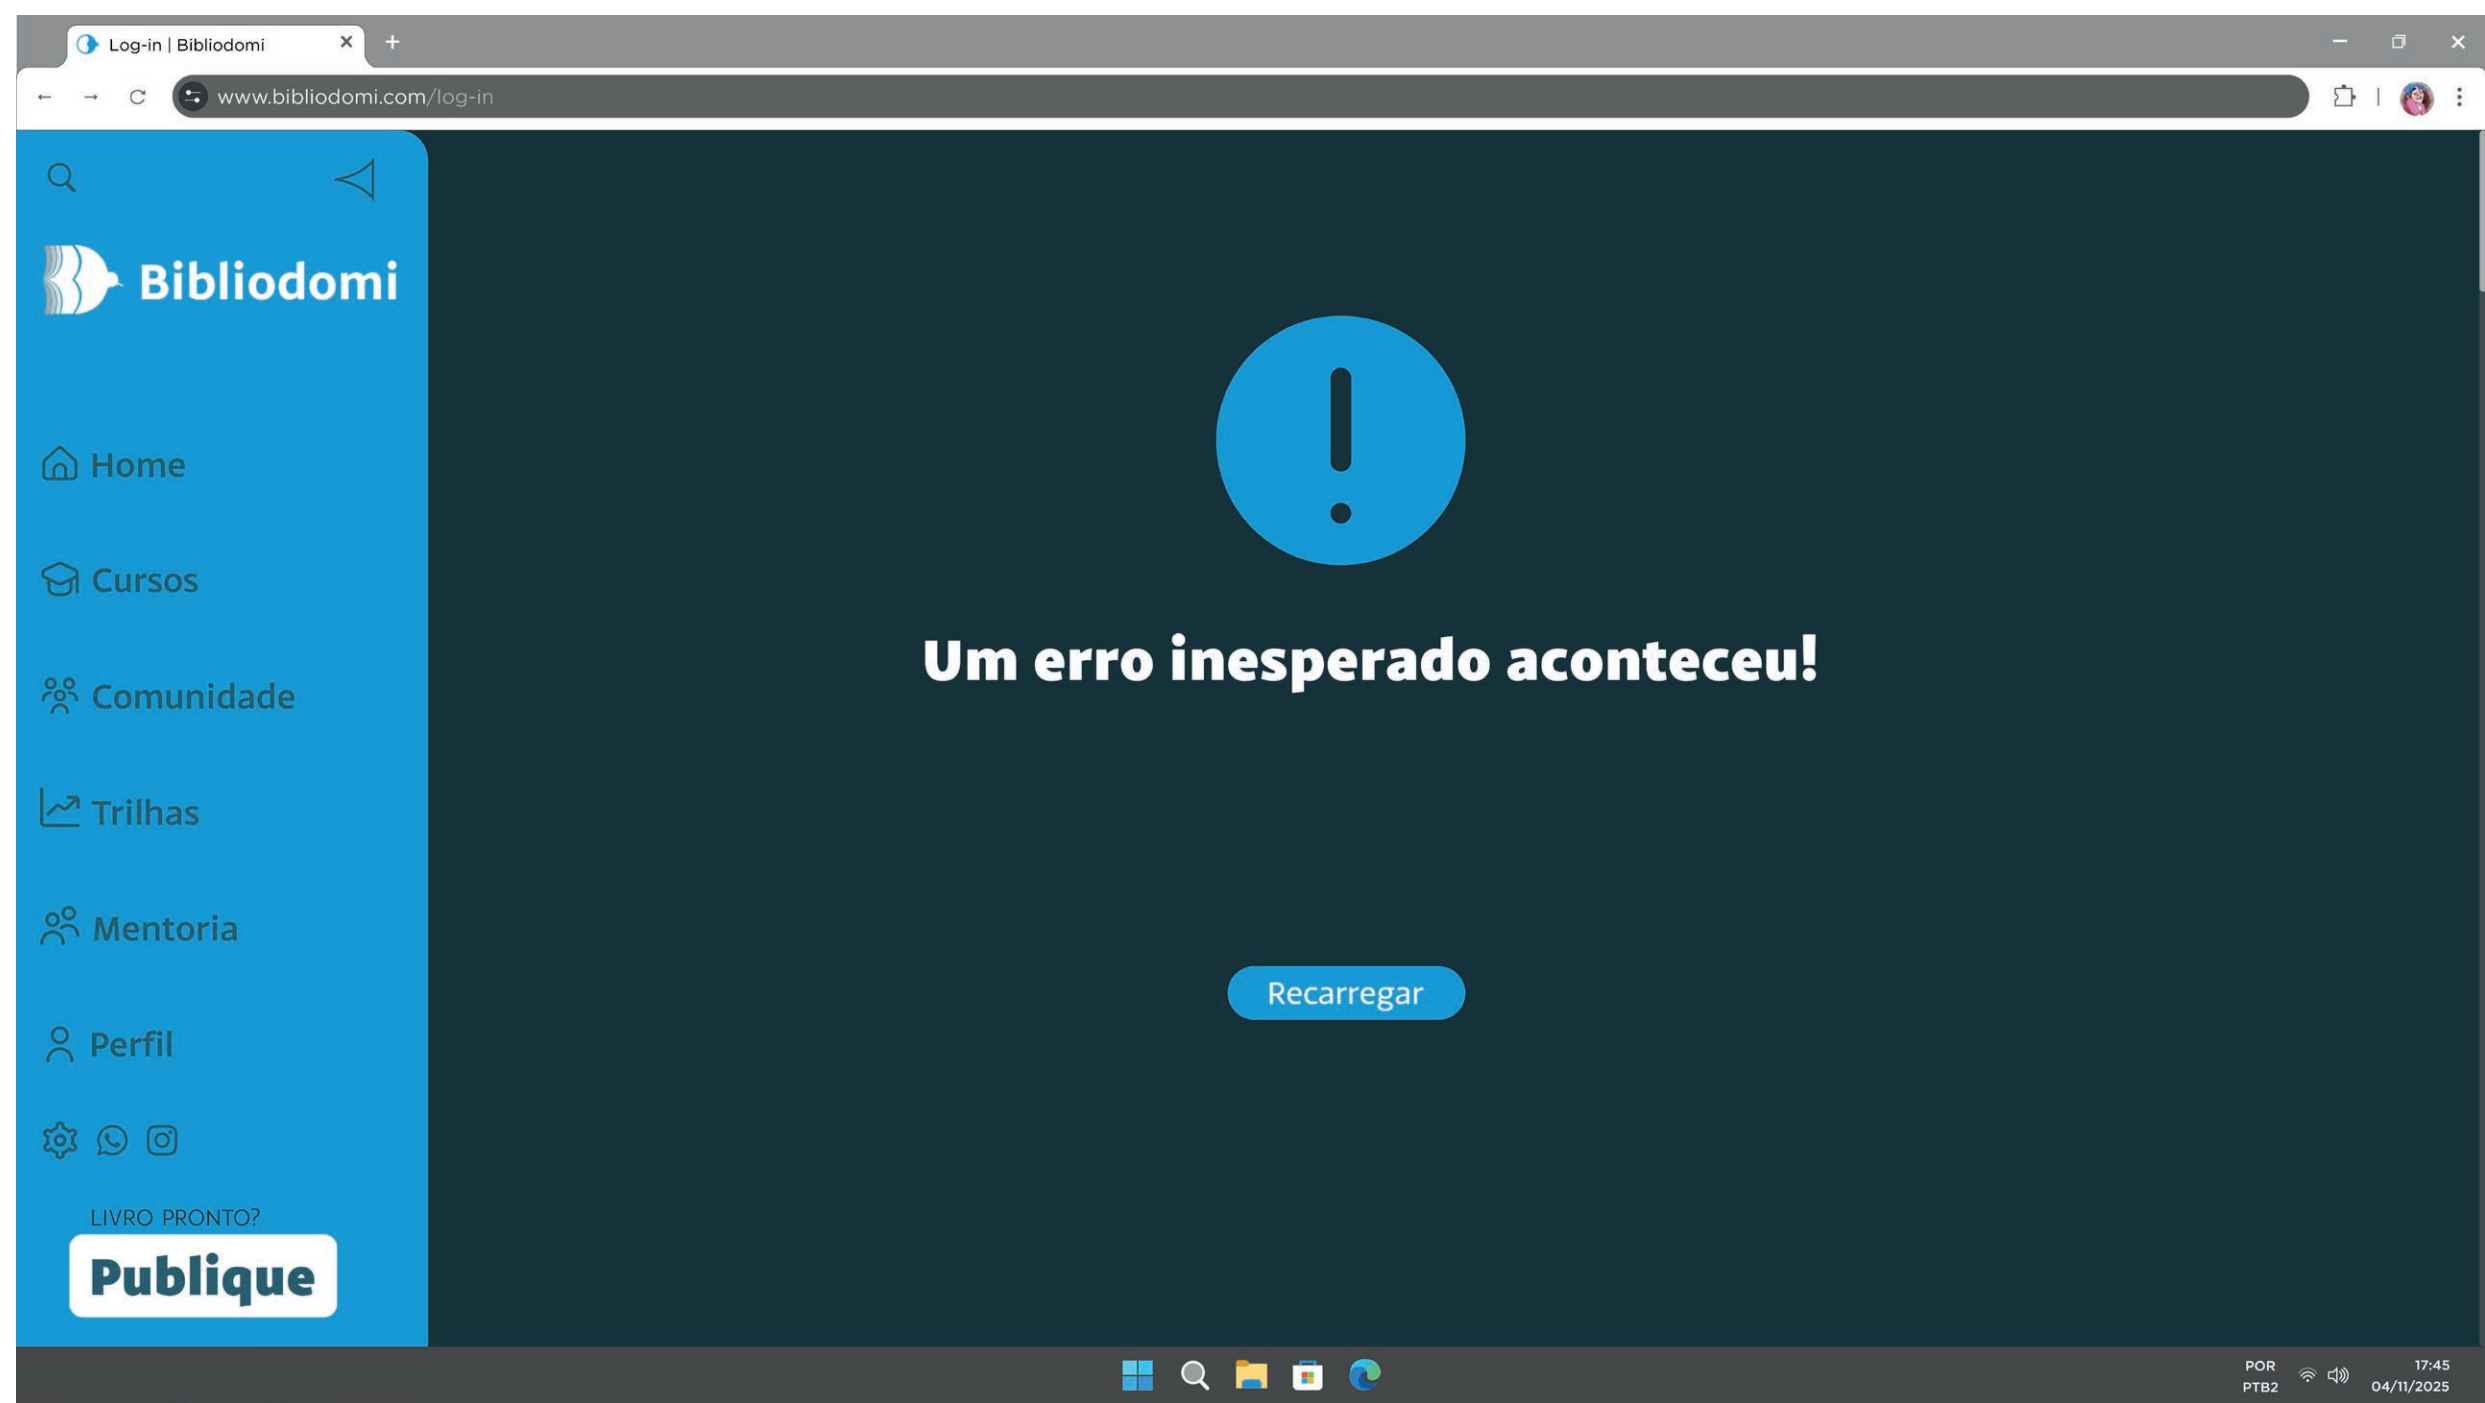 Log-in | Bibliodomi
www.bibliodomi.com/log-in
Bibliodomi
Home
Cursos
Comunidade
Trilhas
Mentoria
Perfil
LIVRO PRONTO?
Publique
Um erro inesperado aconteceu!
Recarregar
POR
PTB2
17:45
04/11/2025